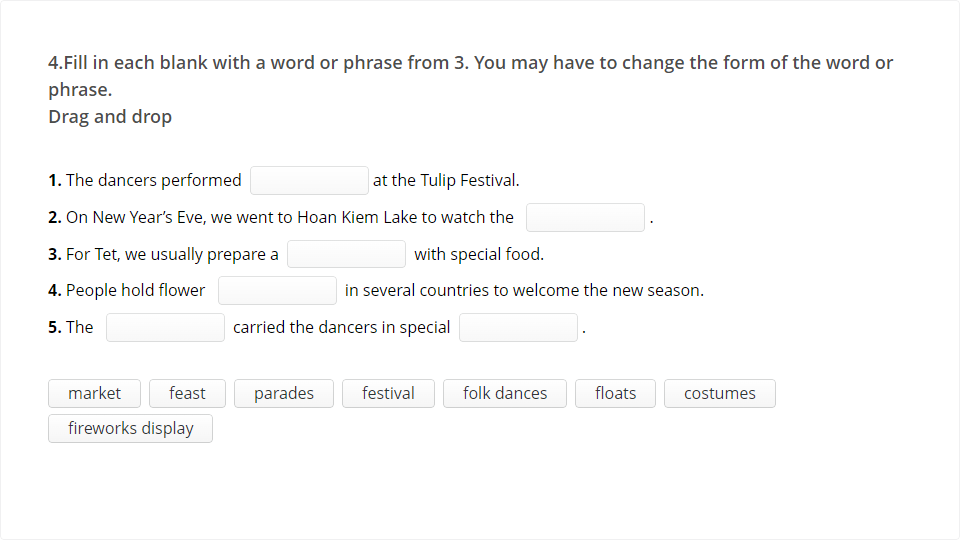 4.Fill in each blank with a word or phrase from 3. You may have to change the form of the word or
phrase.
Drag and drop
1. The dancers performed at the Tulip Festival.
2. On New Year’s Eve, we went to Hoan Kiem Lake to watch the .
3. For Tet, we usually prepare a with special food.
4. People hold flower in several countries to welcome the new season.
5. The carried the dancers in special .
market feast parades festival folk dances floats costumes
fireworks display